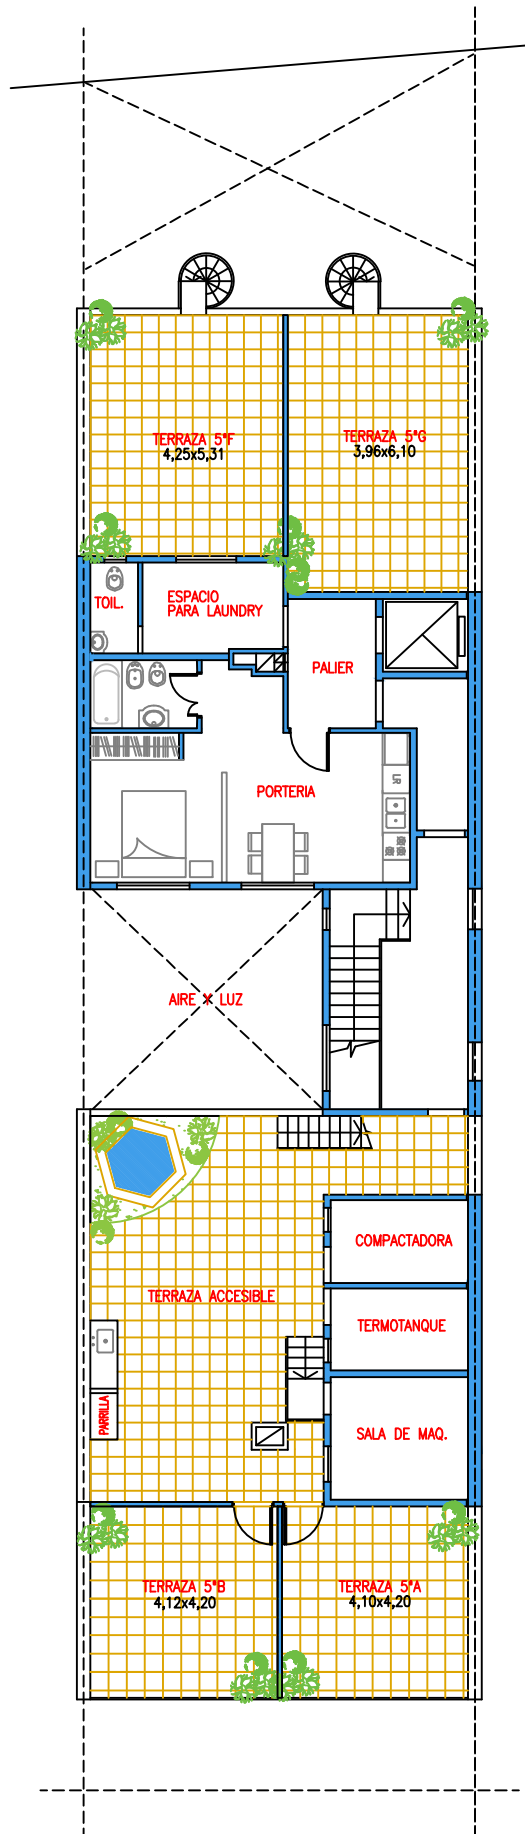 TERRAZA 5°F
4,25x5,31
TERRAZA 5°G
3,96x6,10
TOIL.
ESPACIO
PARA LAUNDRY
PALIER
LR
PORTERIA
AIRE Y LUZ
COMPACTADORA
TERRAZA ACCESIBLE
TERMOTANQUE
PARRILLA
SALA DE MAQ.
TERRAZA 5°B
4,12x4,20
TERRAZA 5°A
4,10x4,20